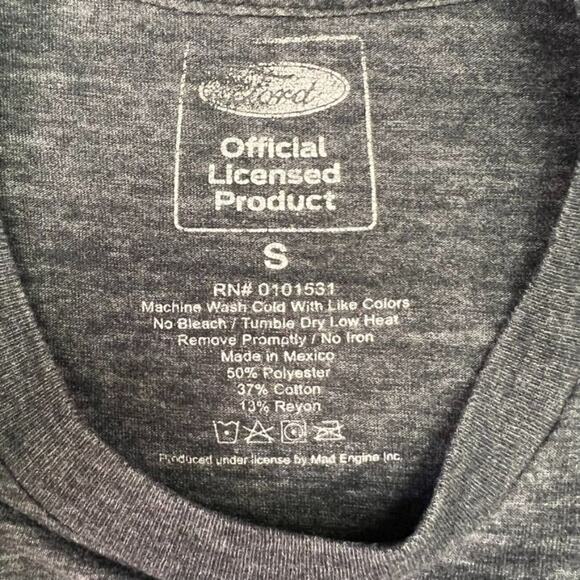 Ford
Official
Licensed
Product
S
RN# 0101531
Machine Wash Cold With Like Colors
No Bleach / Tumble Dry Low Heat
Remove Promptly / No Iron
Made in Mexico
50% Polyester
37% Cotton
13% Rayon
Produced under license by Mad Engine Inc.